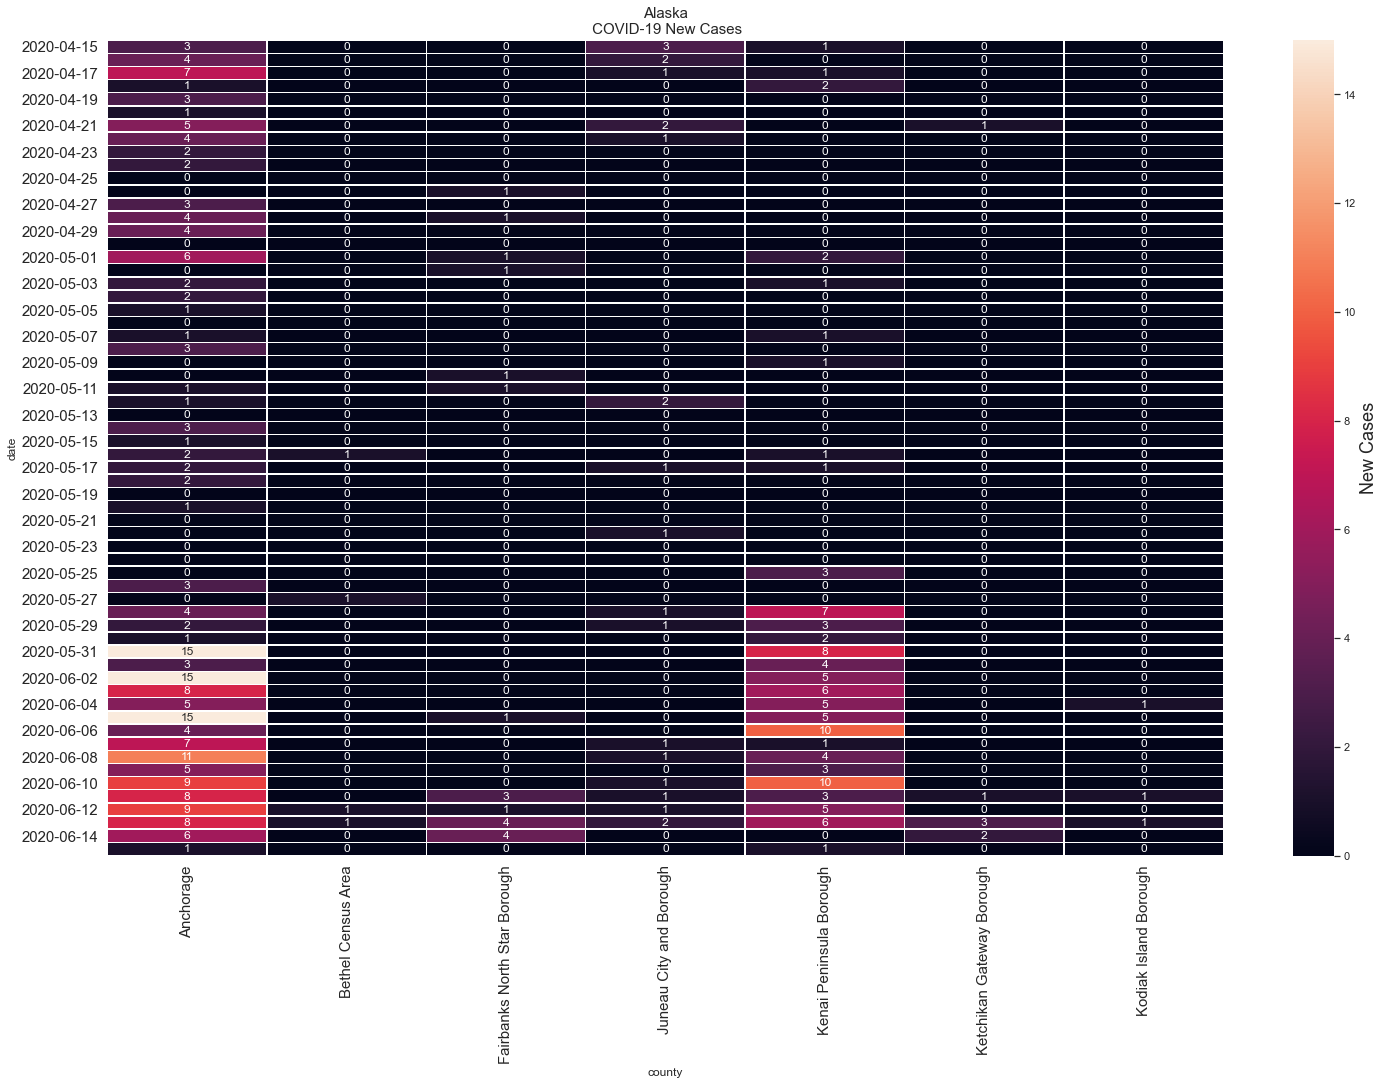 Alaska
COVID-19 New Cases
2020-04-15 3 0 0 3 1 0 0
4 0 0 2 0 0 0
2020-04-17 7 0 0 1 1 0 0
1 0 0 0 2 0 0
2020-04-19 3 0 0 0 0 0 0
1 0 0 0 0 0 0
2020-04-21 5 0 0 2 0 1 0
4 0 0 1 0 0 0
2020-04-23 2 0 0 0 0 0 0
2 0 0 0 0 0 0
2020-04-25 0 0 0 0 0 0 0
0 0 1 0 0 0 0
2020-04-27 3 0 0 0 0 0 0
4 0 1 0 0 0 0
2020-04-29 4 0 0 0 0 0 0
0 0 0 0 0 0 0
2020-05-01 6 0 1 0 2 0 0
0 0 1 0 0 0 0
2020-05-03 2 0 0 0 1 0 0
2 0 0 0 0 0 0
2020-05-05 1 0 0 0 0 0 0
0 0 0 0 0 0 0
2020-05-07 1 0 0 0 1 0 0
3 0 0 0 0 0 0
2020-05-09 0 0 0 0 1 0 0
0 0 1 0 0 0 0
2020-05-11 1 0 1 0 0 0 0
1 0 0 2 0 0 0
2020-05-13 0 0 0 0 0 0 0
3 0 0 0 0 0 0
2020-05-15 1 0 0 0 0 0 0
2 1 0 0 1 0 0
2020-05-17 2 0 0 1 1 0 0
2 0 0 0 0 0 0
2020-05-19 0 0 0 0 0 0 0
1 0 0 0 0 0 0
2020-05-21 0 0 0 0 0 0 0
0 0 0 1 0 0 0
2020-05-23 0 0 0 0 0 0 0
0 0 0 0 0 0 0
2020-05-25 0 0 0 0 3 0 0
3 0 0 0 0 0 0
2020-05-27 0 1 0 0 0 0 0
4 0 0 1 7 0 0
2020-05-29 2 0 0 1 3 0 0
1 0 0 0 2 0 0
2020-05-31 15 0 0 0 8 0 0
3 0 0 0 4 0 0
2020-06-02 15 0 0 0 5 0 0
8 0 0 0 6 0 0
2020-06-04 5 0 0 0 5 0 1
15 0 1 0 5 0 0
2020-06-06 4 0 0 0 10 0 0
7 0 0 1 1 0 0
2020-06-08 11 0 0 1 4 0 0
5 0 0 0 3 0 0
2020-06-10 9 0 0 1 10 0 0
8 0 3 1 3 1 1
2020-06-12 9 1 1 1 5 0 0
8 1 4 2 6 3 1
2020-06-14 6 0 4 0 0 2 0
1 0 0 0 1 0 0
date
Anchorage
Bethel Census Area
Fairbanks North Star Borough
Juneau City and Borough
Kenai Peninsula Borough
Ketchikan Gateway Borough
Kodiak Island Borough
county
14
12
10
8
6
4
2
0
New Cases